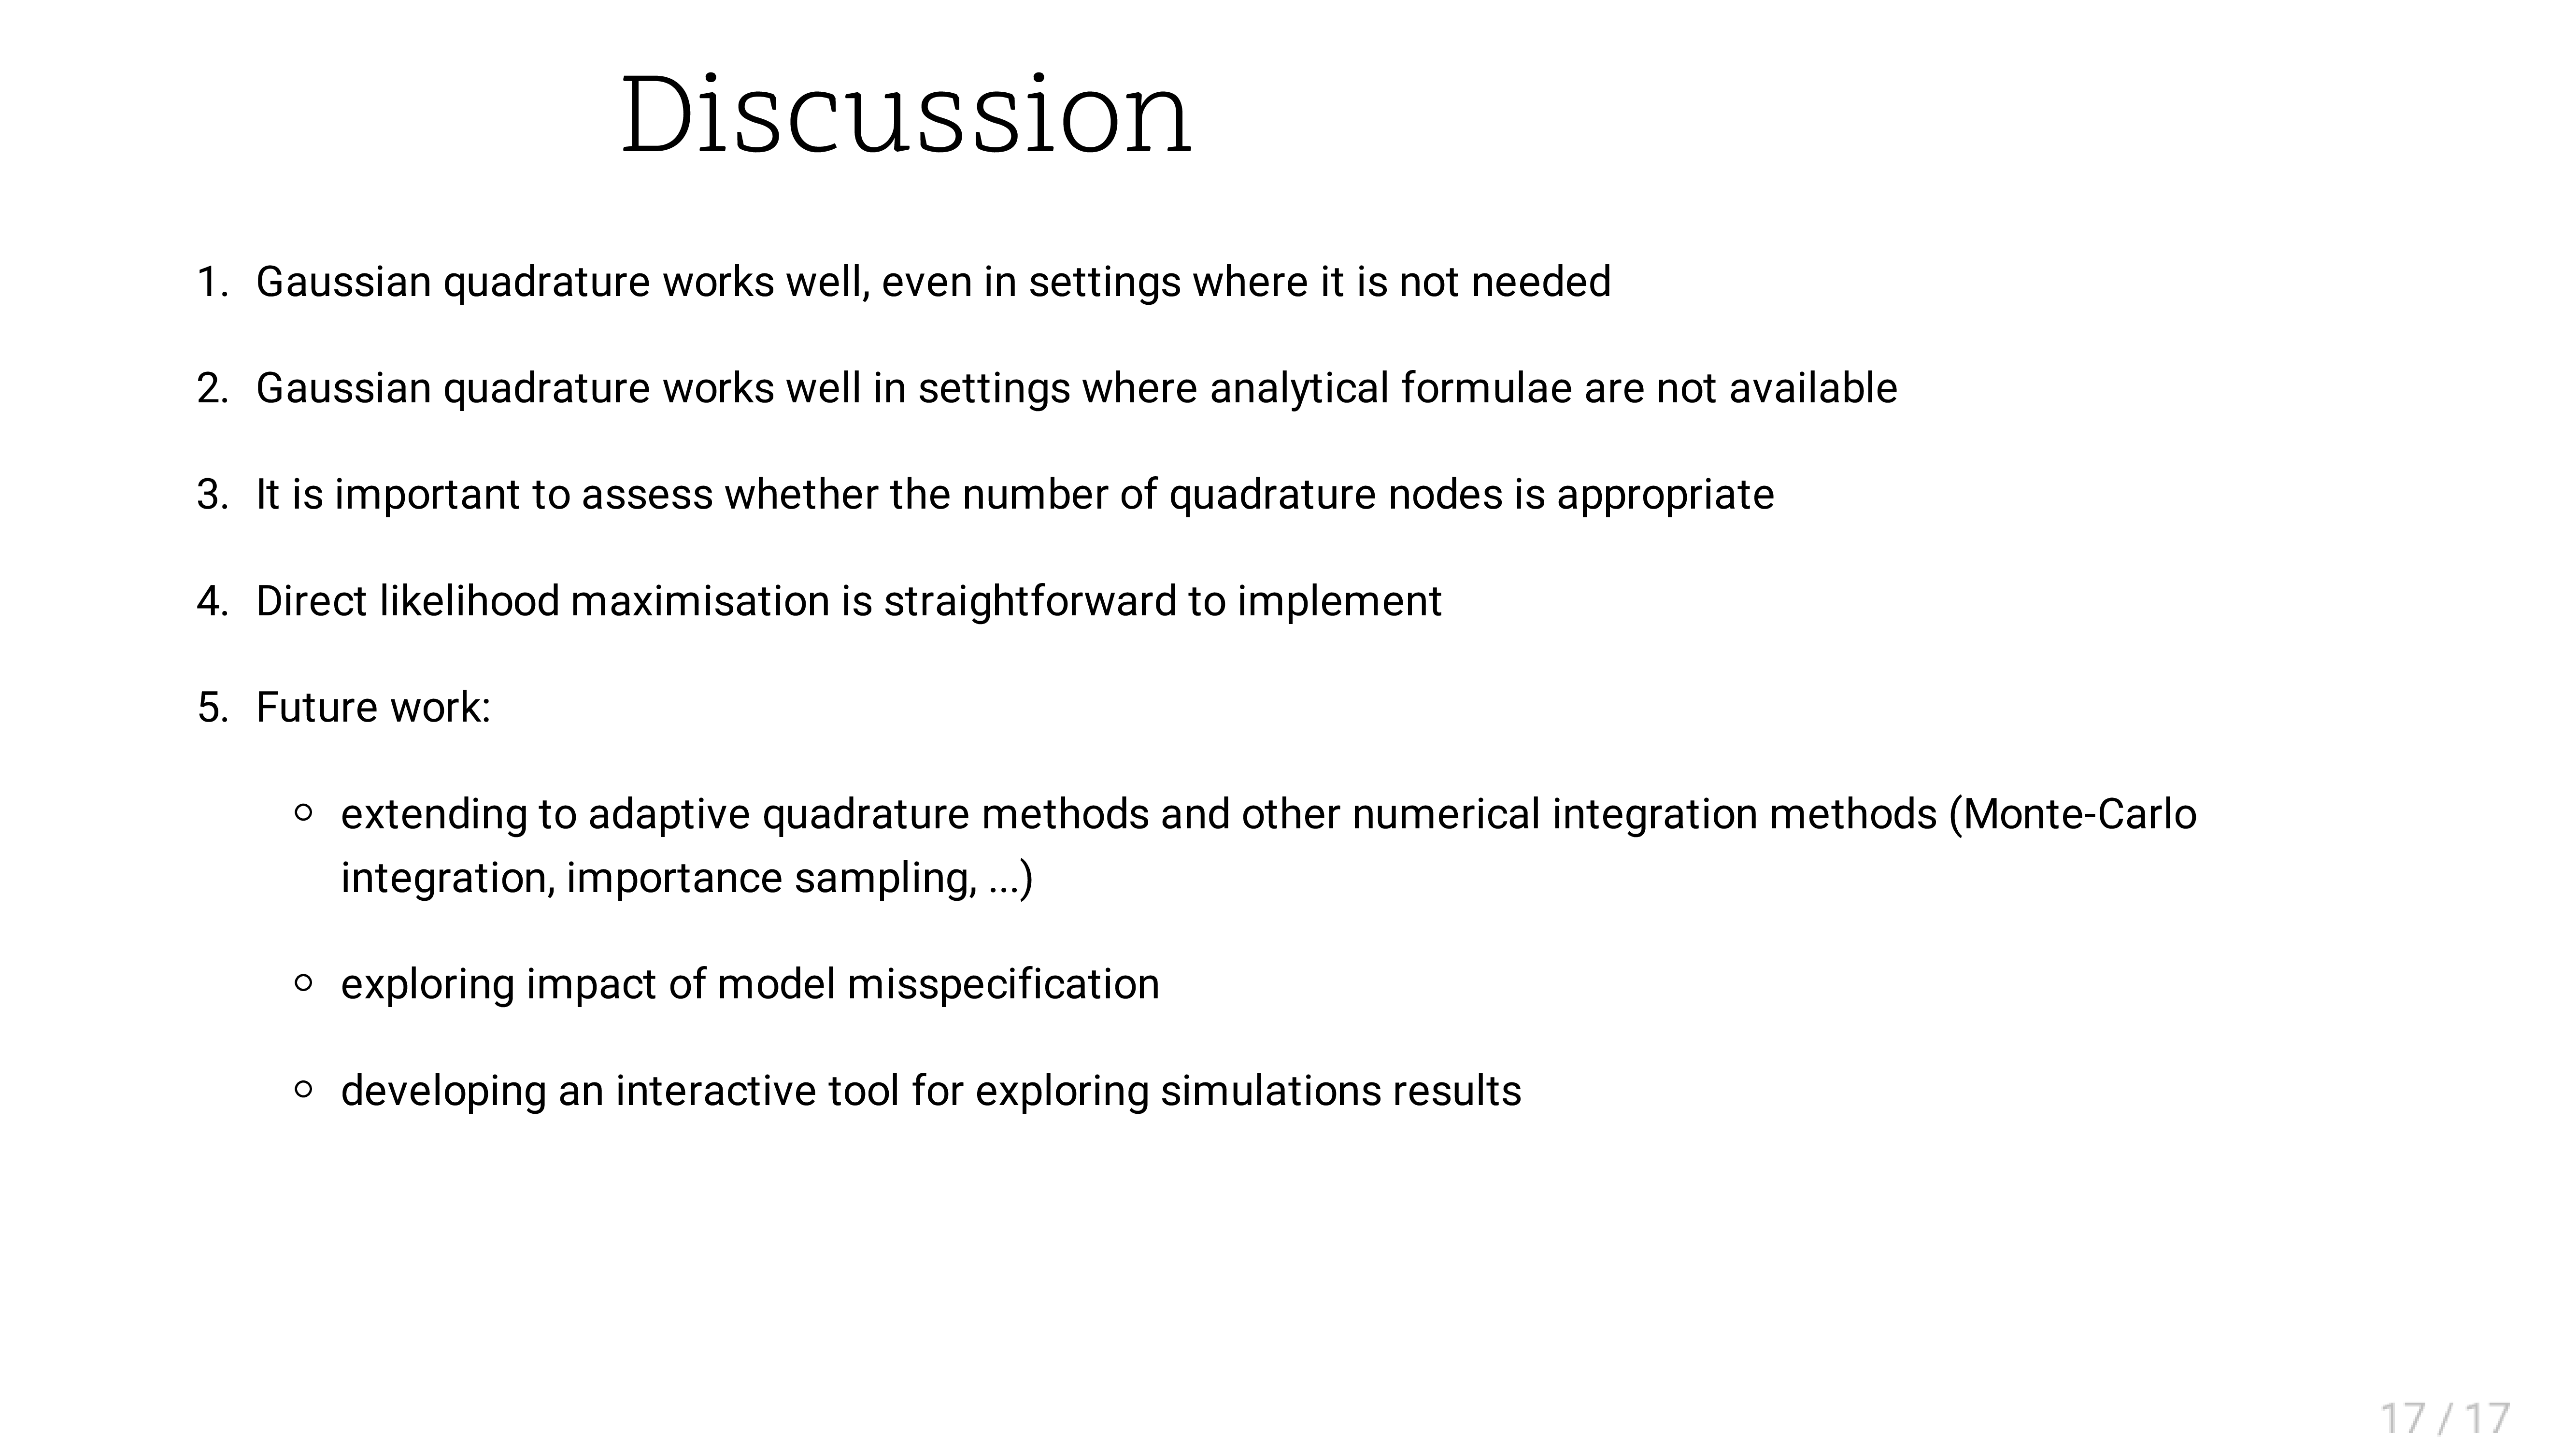 Discussion
1. Gaussian quadrature works well, even in settings where it is not needed
2. Gaussian quadrature works well in settings where analytical formulae are not available
3. It is important to assess whether the number of quadrature nodes is appropriate
4. Direct likelihood maximisation is straightforward to implement
5. Future work:
○ extending to adaptive quadrature methods and other numerical integration methods (Monte-Carlo
integration, importance sampling, ...)
○ exploring impact of model misspecification
○ developing an interactive tool for exploring simulations results
17 / 17